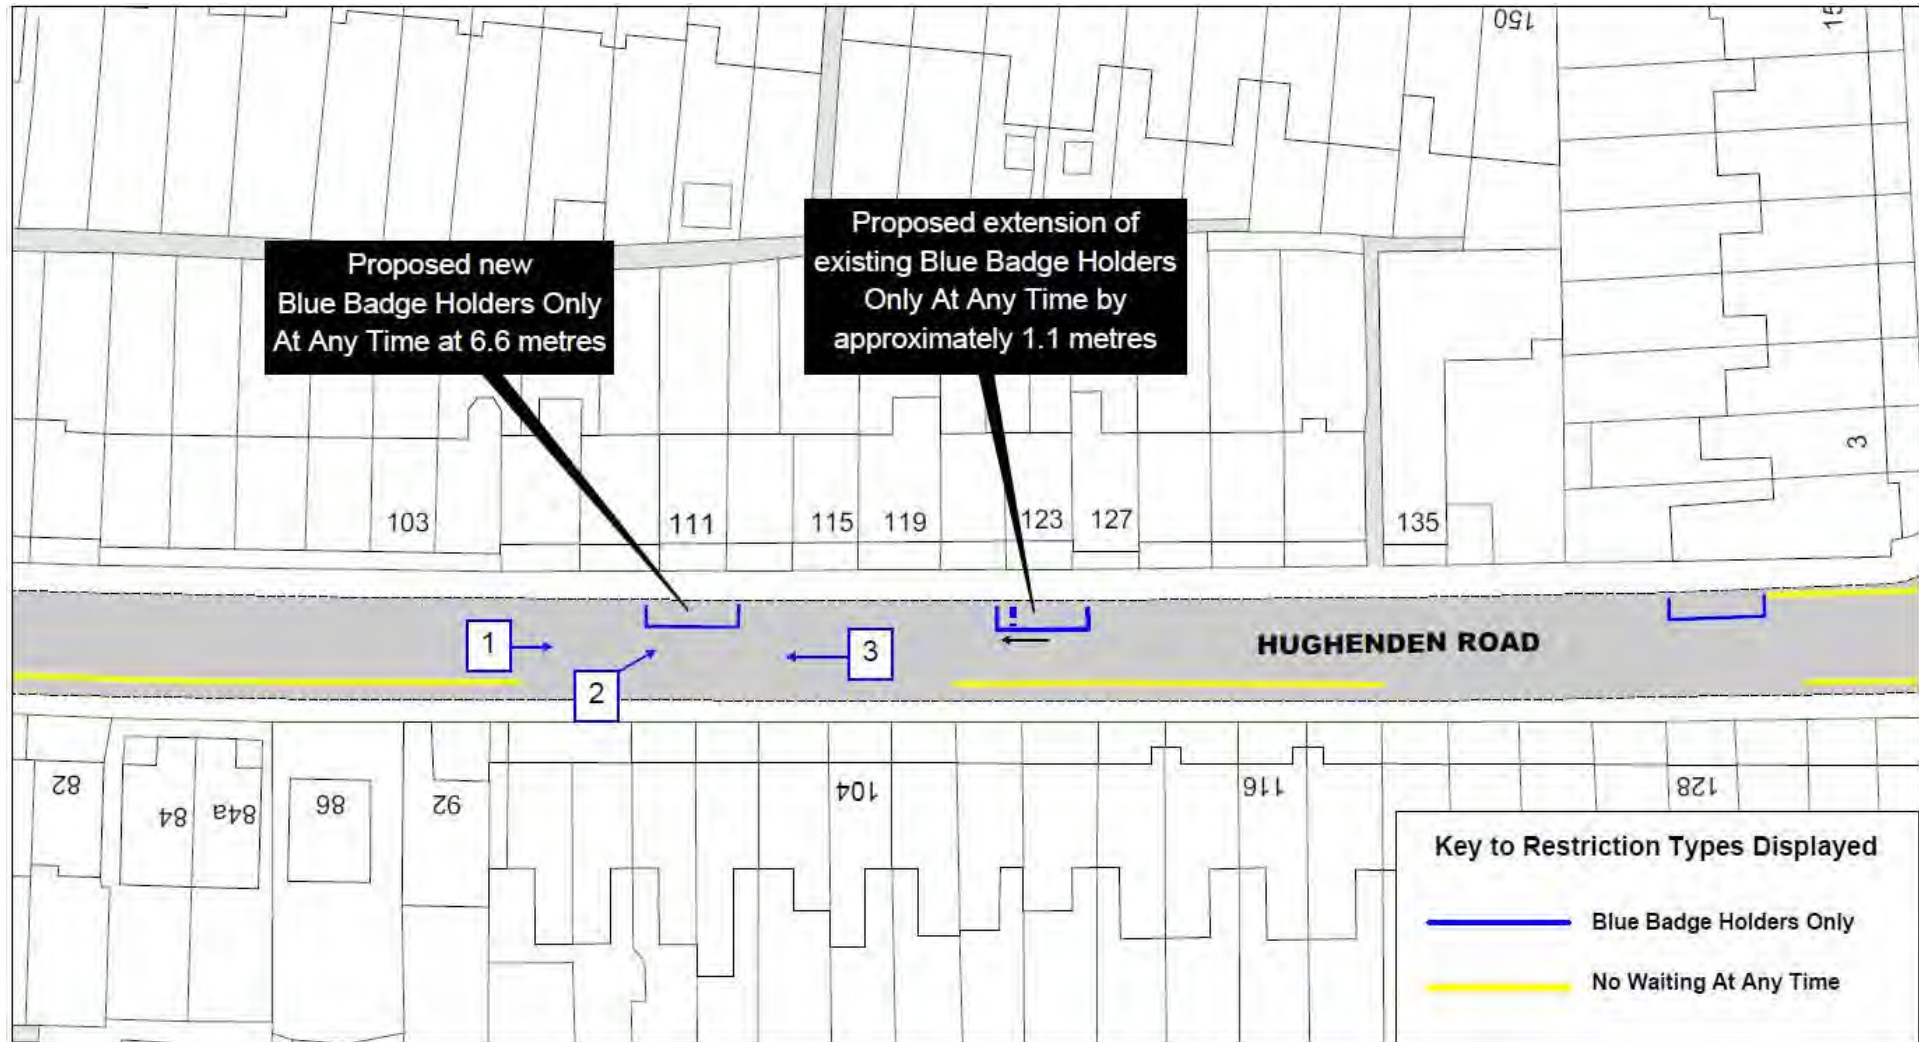 150
15
Proposed new
Blue Badge Holders Only
At Any Time at 6.6 metres
Proposed extension of
existing Blue Badge Holders
Only At Any Time by
approximately 1.1 metres
3
103
111
115
119
123
127
135
1
2
3
HUGHENDEN ROAD
82
84
84a
86
92
104
116
128
Key to Restriction Types Displayed
Blue Badge Holders Only
No Waiting At Any Time